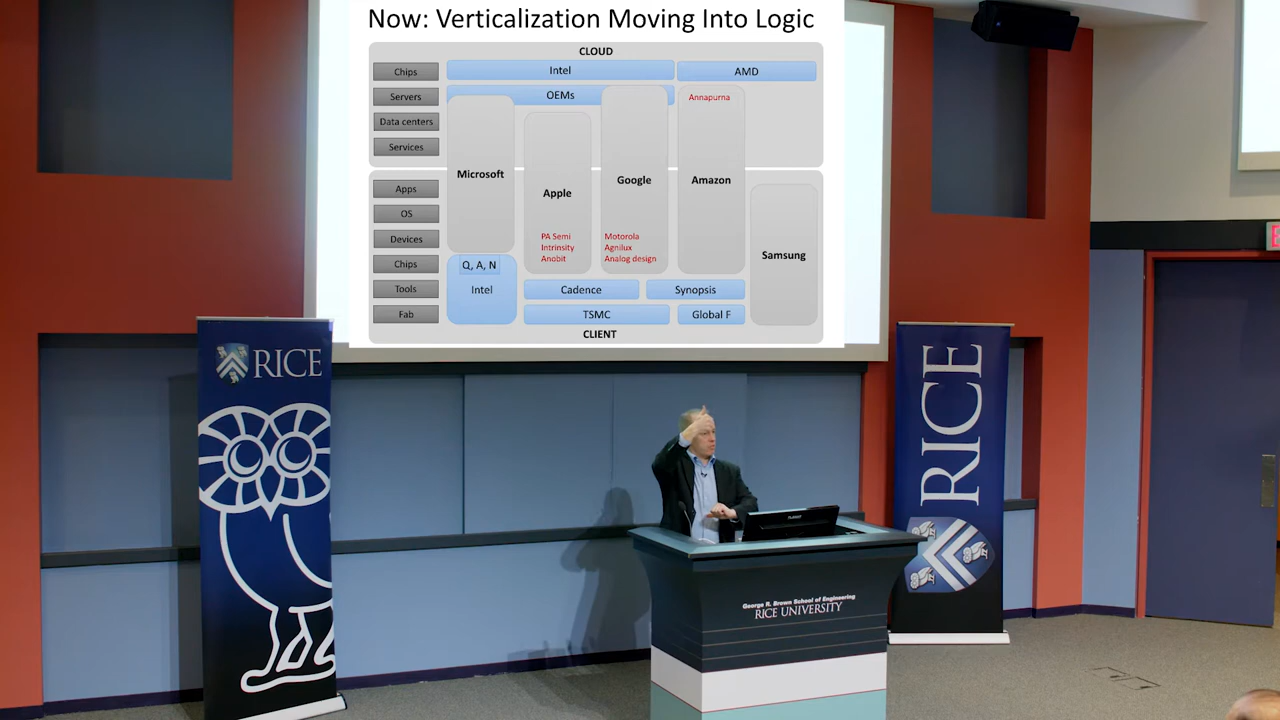 Now: Verticalization Moving Into Logic
CLOUD
Chips
Intel
AMD
Servers
OEMs
Annapurna
Data centers
Services
Microsoft
Apple
Google
Amazon
Apps
OS
Devices
PA Semi
Intrinsity
Anobit
Motorola
Agnilux
Analog design
Samsung
Chips
Q, A, N
Tools
Intel
Cadence
Synopsis
Fab
TSMC
Global F
CLIENT
RICE
RICE
George R. Brown School of Engineering
RICE UNIVERSITY
E